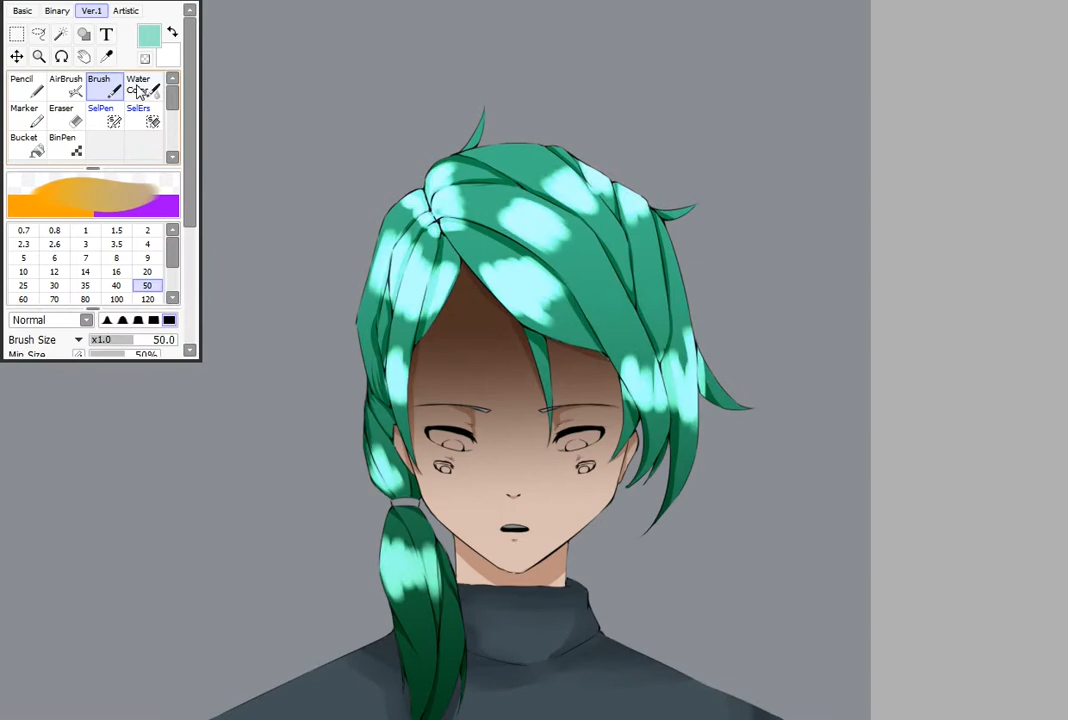 Basic Binary Ver.1 Artistic
T
Pencil AirBrush Brush Water
Marker Eraser SelPen SelErs
Bucket BinPen
0.7 0.8 1 1.5 2
2.3 2.6 3 3.5 4
5 6 7 8 9
10 12 14 16 20
25 30 35 40 50
60 70 80 100 120
Normal
Brush Size x1.0 50.0
Min Size 50%